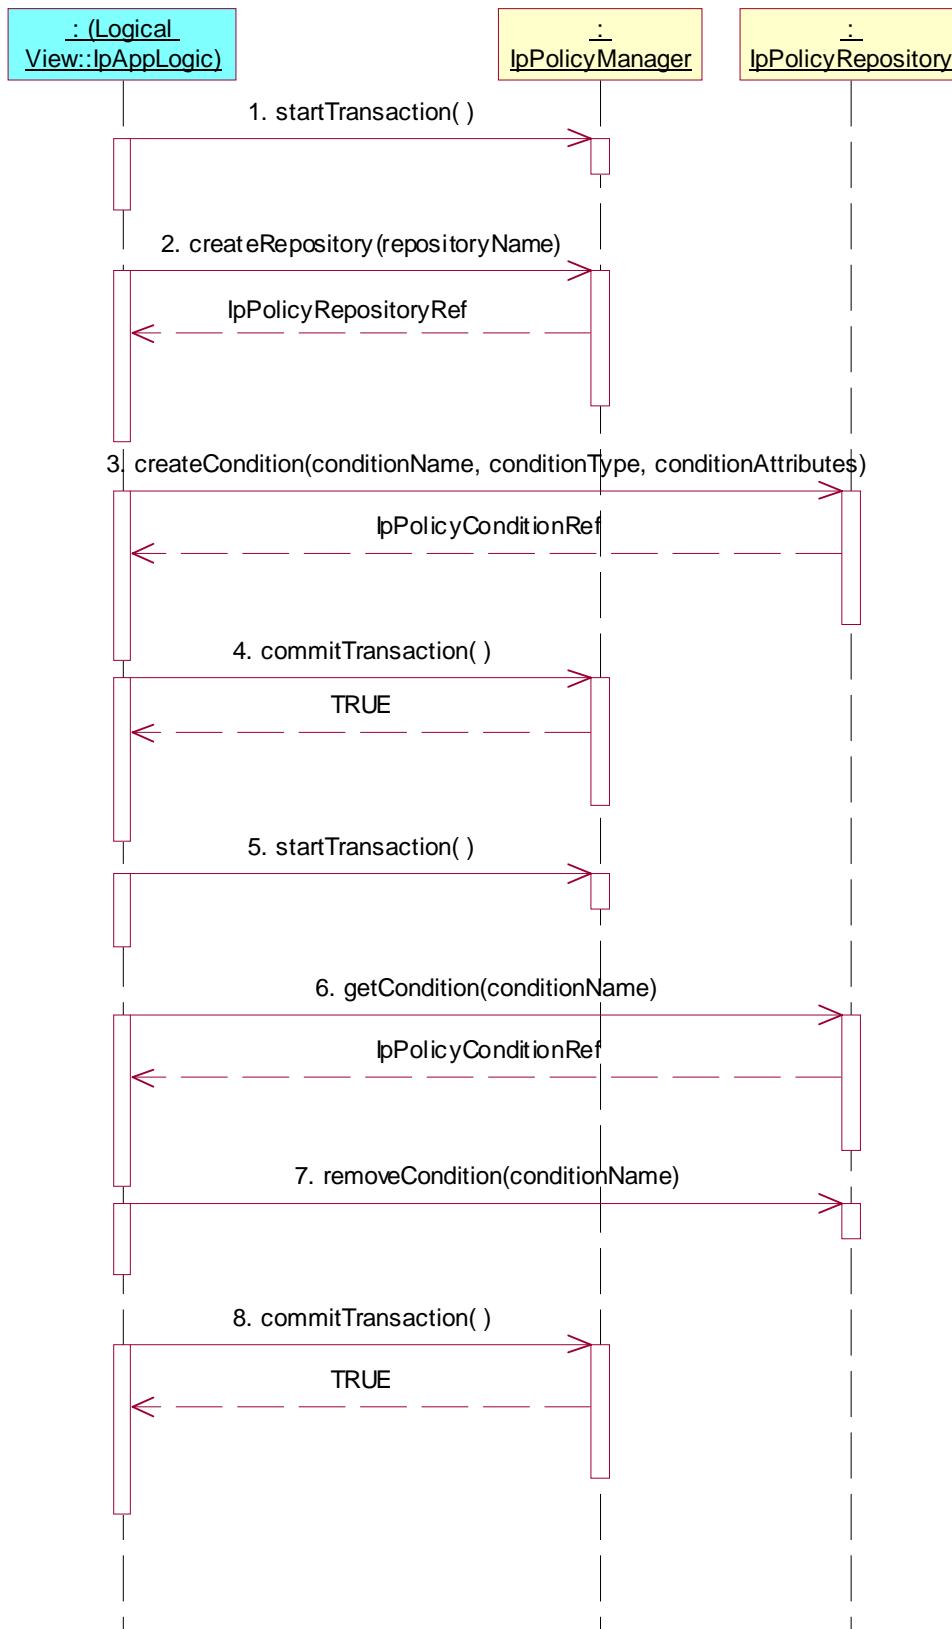 : (Logical
View::IpAppLogic)
:
IpPolicyManager
:
IpPolicyRepository
1. startTransaction( )
2. createRepository(repositoryName)
IpPolicyRepositoryRef
3. createCondition(conditionName, conditionType, conditionAttributes)
IpPolicyConditionRef
4. commitTransaction( )
TRUE
5. startTransaction( )
6. getCondition(conditionName)
IpPolicyConditionRef
7. removeCondition(conditionName)
8. commitTransaction( )
TRUE